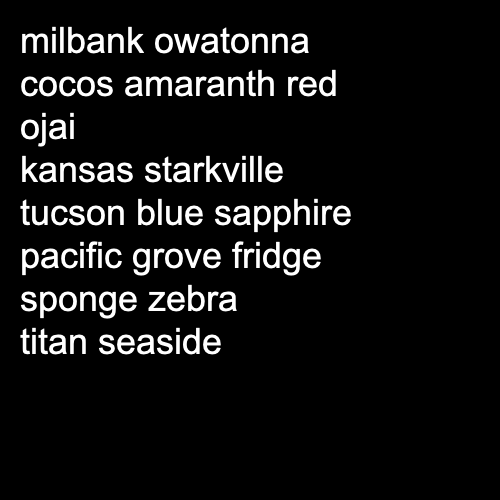 milbank owatonna
cocos amaranth red
ojai
kansas starkville
tucson blue sapphire
pacific grove fridge
sponge zebra
titan seaside